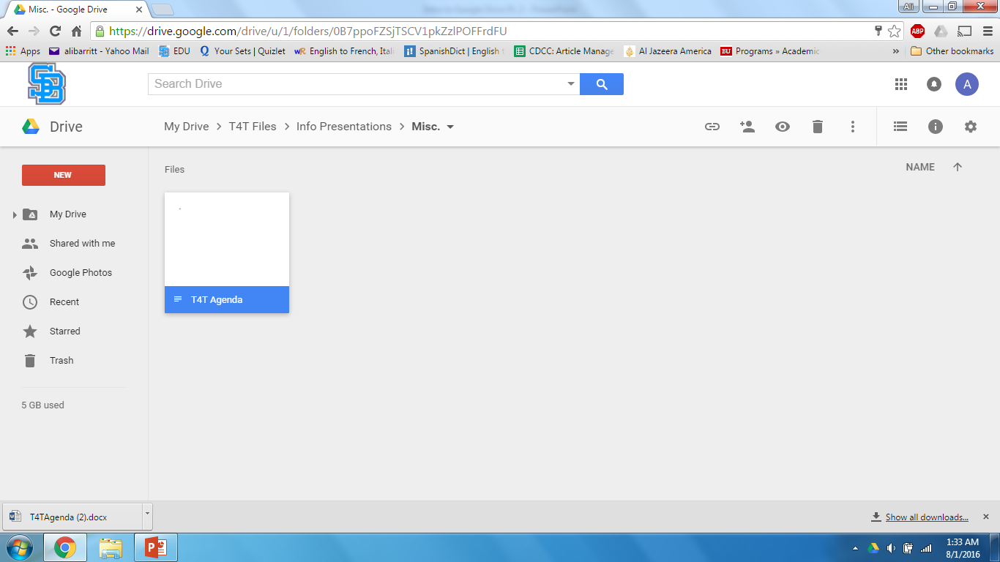 Misc. - Google Drive
Ali
https://drive.google.com/drive/u/1/folders/0B7ppoFZSjTSCV1pkZzlPOFFrdFU
ABP
Apps alibarritt - Yahoo Mail EDU Your Sets | Quizlet English to French, Itali SpanishDict | English t CDCC: Article Manage Al Jazeera America BU Programs » Academic » Other bookmarks
SB
Search Drive
A
Drive
My Drive > T4T Files > Info Presentations > Misc.
NEW
Files
NAME
My Drive
Shared with me
Google Photos
Recent
Starred
Trash
T4T Agenda
5 GB used
T4TAgenda (2).docx
Show all downloads...
1:33 AM
8/1/2016